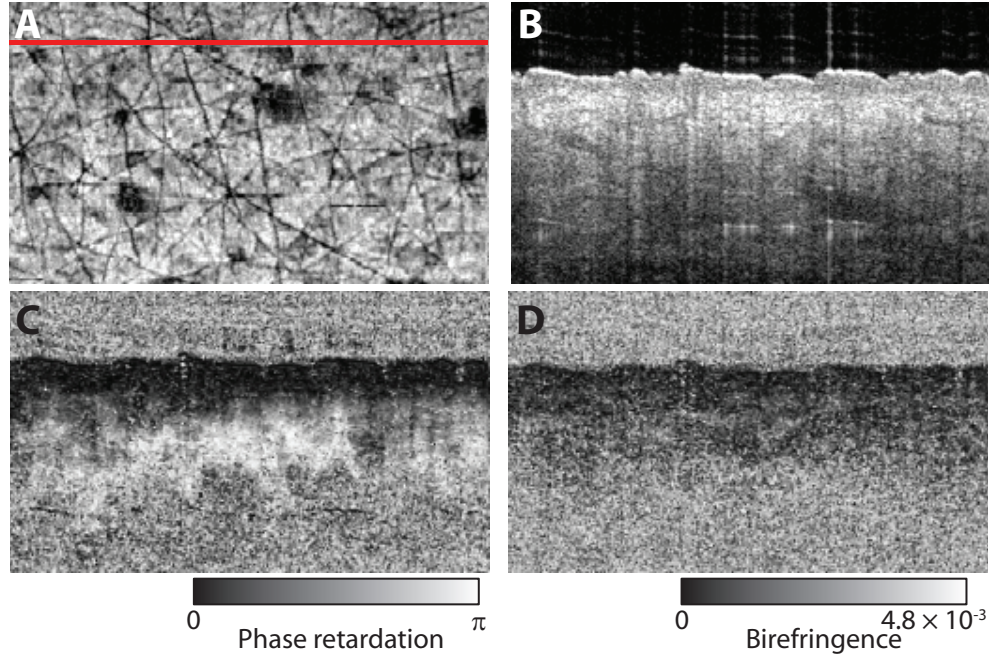 A
B
C
D
0 π
Phase retardation
0 4.8 × 10⁻³
Birefringence